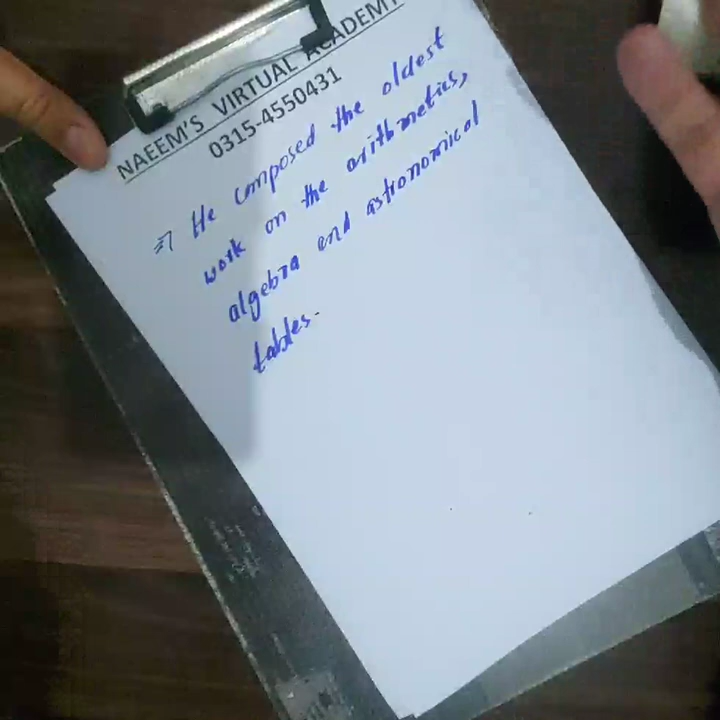 NAEEM'S VIRTUAL ACADEMY
0315-4550431
⇒ He composed the oldest
work on the arithmetics,
algebra and astronomical
tables.